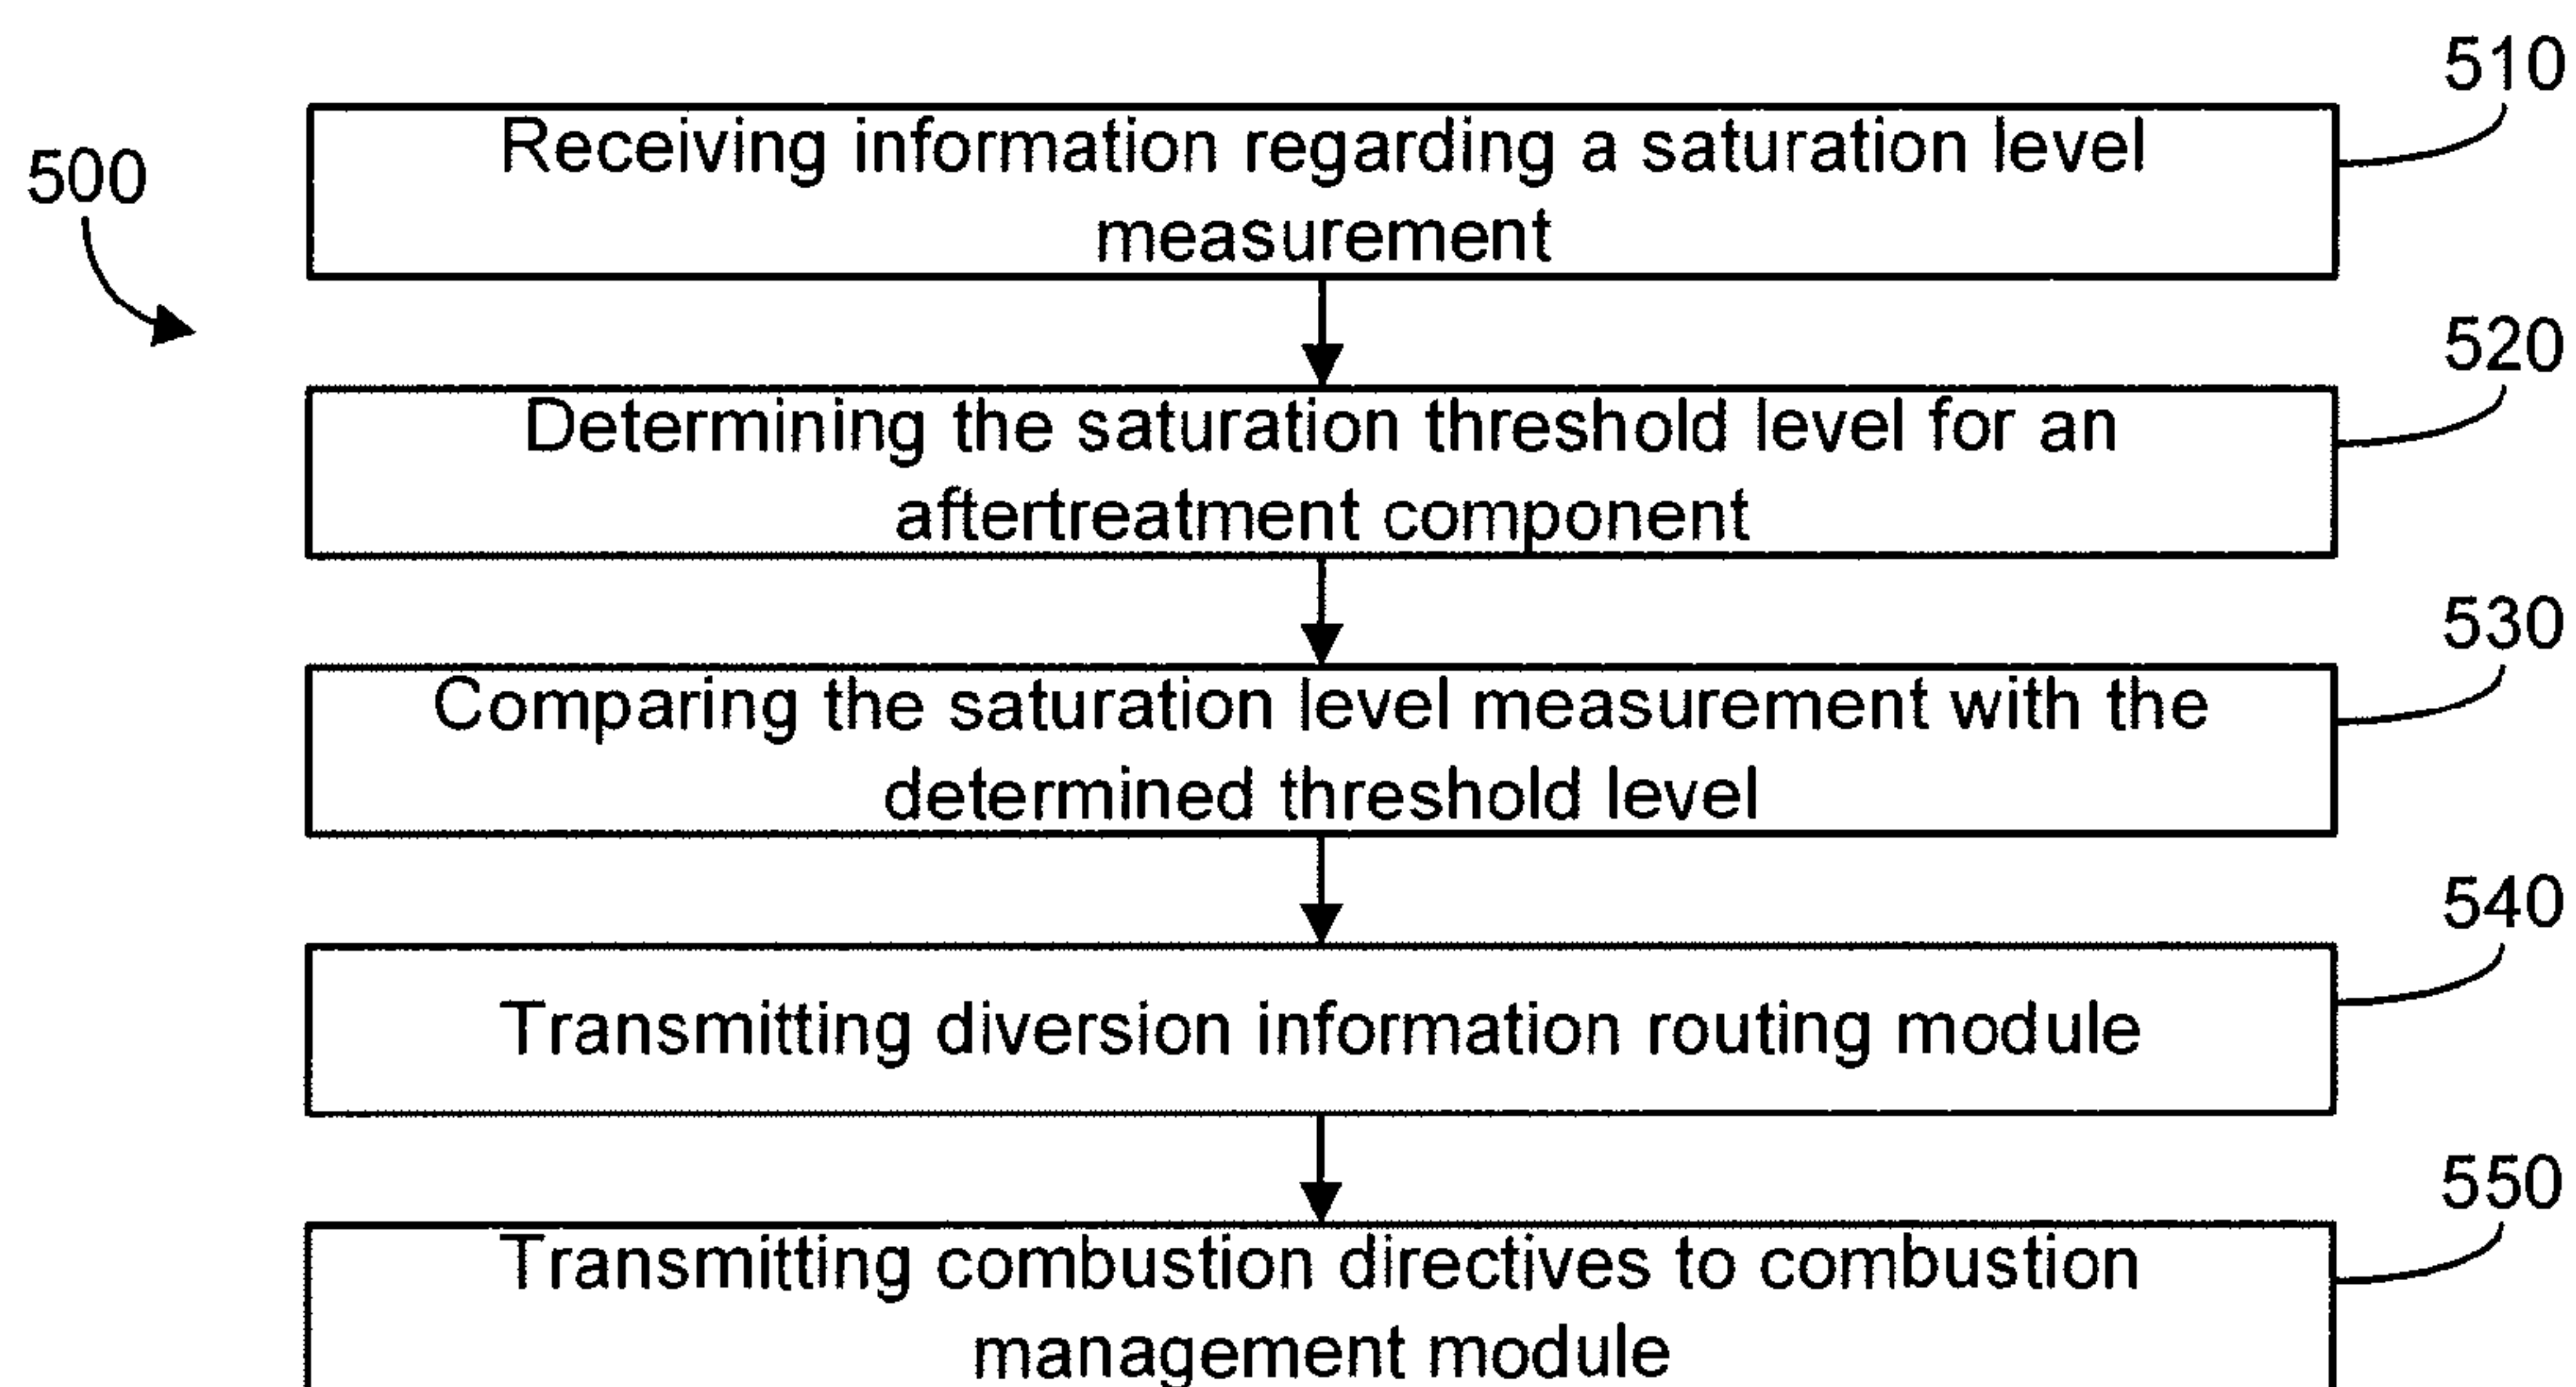 510
Receiving information regarding a saturation level
measurement
500
520
Determining the saturation threshold level for an
aftertreatment component
530
Comparing the saturation level measurement with the
determined threshold level
540
Transmitting diversion information routing module
550
Transmitting combustion directives to combustion
management module